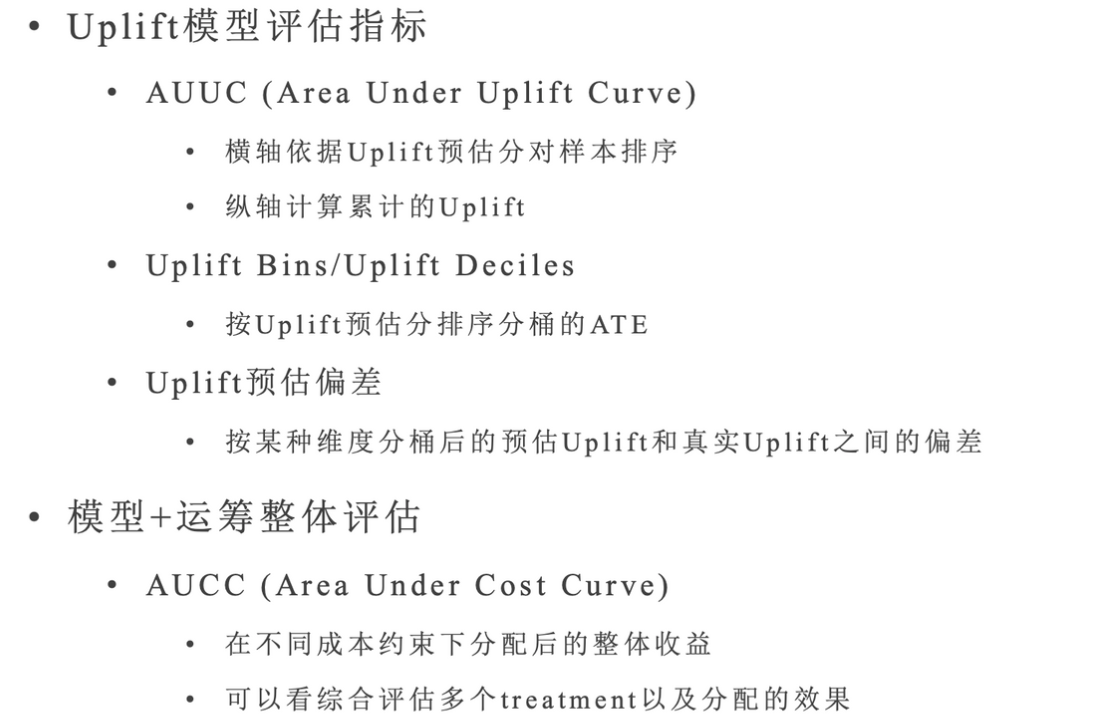 • Uplift模型评估指标
• AUUC (Area Under Uplift Curve)
• 横轴依据Uplift预估分对样本排序
• 纵轴计算累计的Uplift
• Uplift Bins/Uplift Deciles
• 按Uplift预估分排序分桶的ATE
• Uplift预估偏差
• 按某种维度分桶后的预估Uplift和真实Uplift之间的偏差
• 模型+运筹整体评估
• AUCC (Area Under Cost Curve)
• 在不同成本约束下分配后的整体收益
• 可以看综合评估多个treatment以及分配的效果